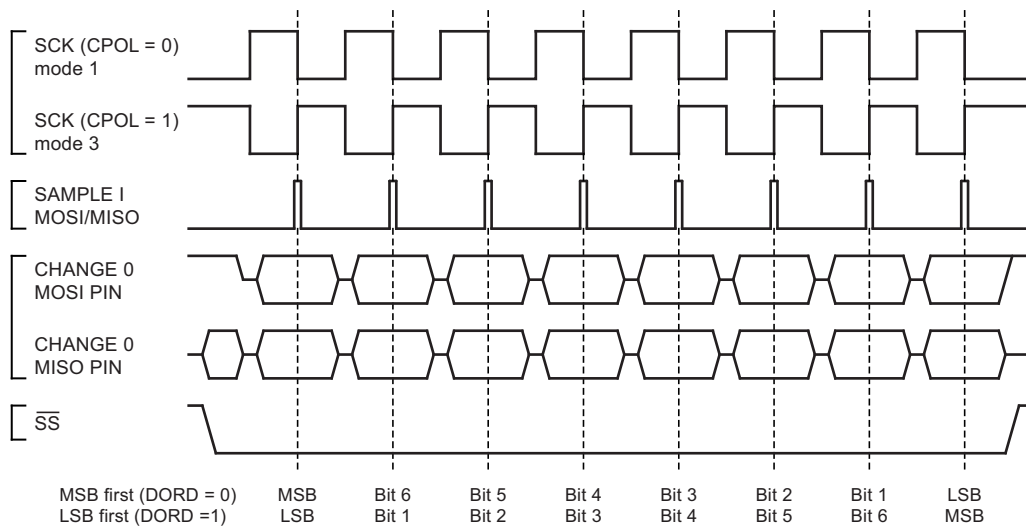 SCK (CPOL = 0)
mode 1
SCK (CPOL = 1)
mode 3
SAMPLE I
MOSI/MISO
CHANGE 0
MOSI PIN
CHANGE 0
MISO PIN
SS
MSB first (DORD = 0) MSB Bit 6 Bit 5 Bit 4 Bit 3 Bit 2 Bit 1 LSB
LSB first (DORD =1) LSB Bit 1 Bit 2 Bit 3 Bit 4 Bit 5 Bit 6 MSB